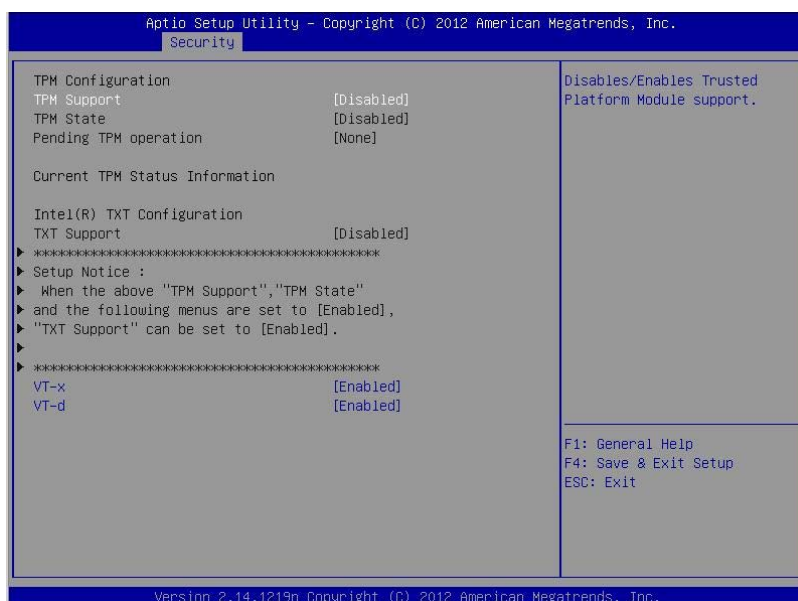 Aptio Setup Utility – Copyright (C) 2012 American Megatrends, Inc.
Security
TPM Configuration
TPM Support [Disabled]
TPM State [Disabled]
Pending TPM operation [None]
Current TPM Status Information
Intel(R) TXT Configuration
TXT Support [Disabled]
*******************************************
Setup Notice :
When the above "TPM Support","TPM State"
and the following menus are set to [Enabled],
"TXT Support" can be set to [Enabled].
*******************************************
VT-x [Enabled]
VT-d [Enabled]
Disables/Enables Trusted
Platform Module support.
F1: General Help
F4: Save & Exit Setup
ESC: Exit
Version 2.14.1219n Copyright (C) 2012 American Megatrends, Inc.